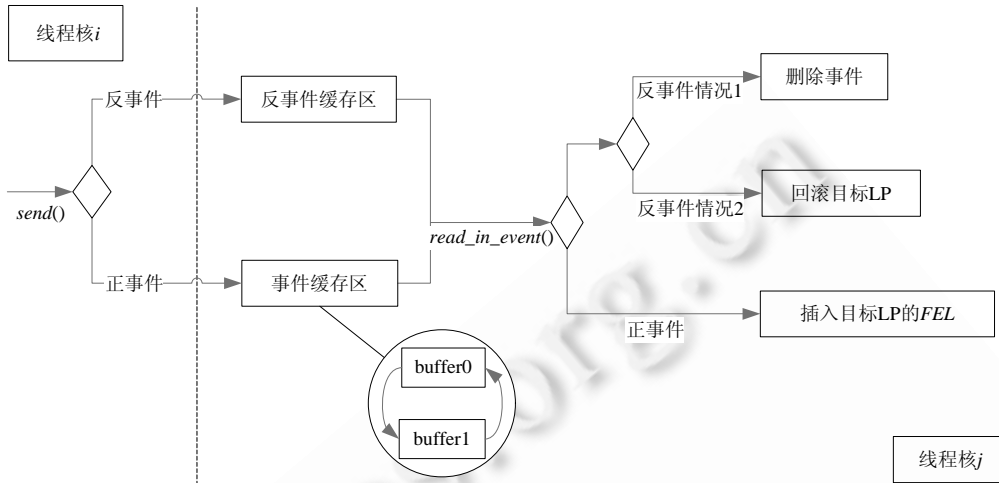 线程核i
反事件
反事件缓存区
反事件情况1
删除事件
send()
read_in_event()
反事件情况2
回滚目标LP
正事件
事件缓存区
正事件
插入目标LP的FEL
buffer0
buffer1
线程核j
.org.cn